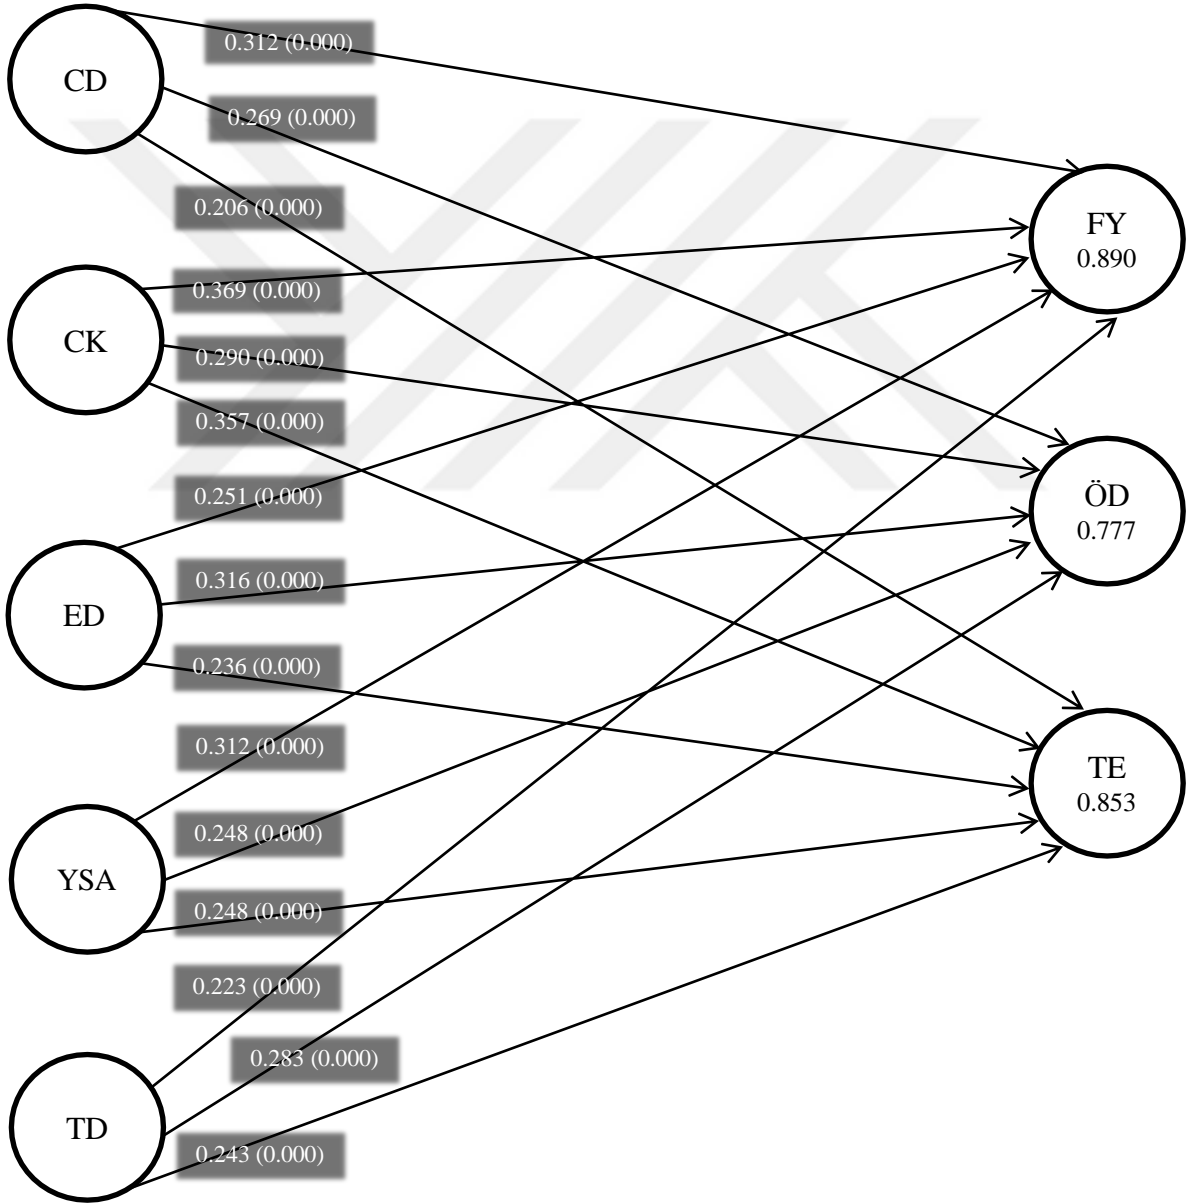 CD
0.312 (0.000)
0.269 (0.000)
0.206 (0.000)
FY
0.890
CK
0.369 (0.000)
0.290 (0.000)
0.357 (0.000)
ÖD
0.777
0.251 (0.000)
ED
0.316 (0.000)
0.236 (0.000)
TE
0.853
0.312 (0.000)
YSA
0.248 (0.000)
0.248 (0.000)
0.223 (0.000)
TD
0.283 (0.000)
0.243 (0.000)